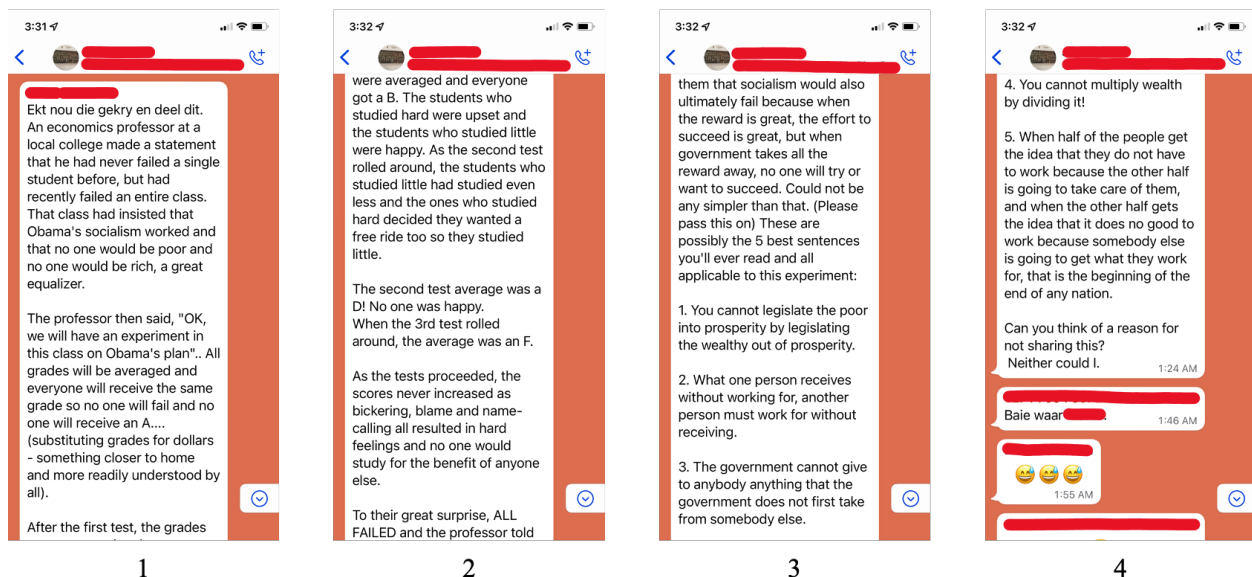 3:31
Ekt nou die gekry en deel dit.
An economics professor at a
local college made a statement
that he had never failed a single
student before, but had
recently failed an entire class.
That class had insisted that
Obama's socialism worked and
that no one would be poor and
no one would be rich, a great
equalizer.
The professor then said, "OK,
we will have an experiment in
this class on Obama's plan".. All
grades will be averaged and
everyone will receive the same
grade so no one will fail and no
one will receive an A....
(substituting grades for dollars
- something closer to home
and more readily understood by
all).
After the first test, the grades
1
3:32
were averaged and everyone
got a B. The students who
studied hard were upset and
the students who studied little
were happy. As the second test
rolled around, the students who
studied little had studied even
less and the ones who studied
hard decided they wanted a
free ride too so they studied
little.
The second test average was a
D! No one was happy.
When the 3rd test rolled
around, the average was an F.
As the tests proceeded, the
scores never increased as
bickering, blame and name-
calling all resulted in hard
feelings and no one would
study for the benefit of anyone
else.
To their great surprise, ALL
FAILED and the professor told
2
3:32
them that socialism would also
ultimately fail because when
the reward is great, the effort to
succeed is great, but when
government takes all the
reward away, no one will try or
want to succeed. Could not be
any simpler than that. (Please
pass this on) These are
possibly the 5 best sentences
you'll ever read and all
applicable to this experiment:
1. You cannot legislate the poor
into prosperity by legislating
the wealthy out of prosperity.
2. What one person receives
without working for, another
person must work for without
receiving.
3. The government cannot give
to anybody anything that the
government does not first take
from somebody else.
3
3:32
4. You cannot multiply wealth
by dividing it!
5. When half of the people get
the idea that they do not have
to work because the other half
is going to take care of them,
and when the other half gets
the idea that it does no good to
work because somebody else
is going to get what they work
for, that is the beginning of the
end of any nation.
Can you think of a reason for
not sharing this?
Neither could I.
1:24 AM
Baie waar
1:46 AM
😅😅😅
1:55 AM
4